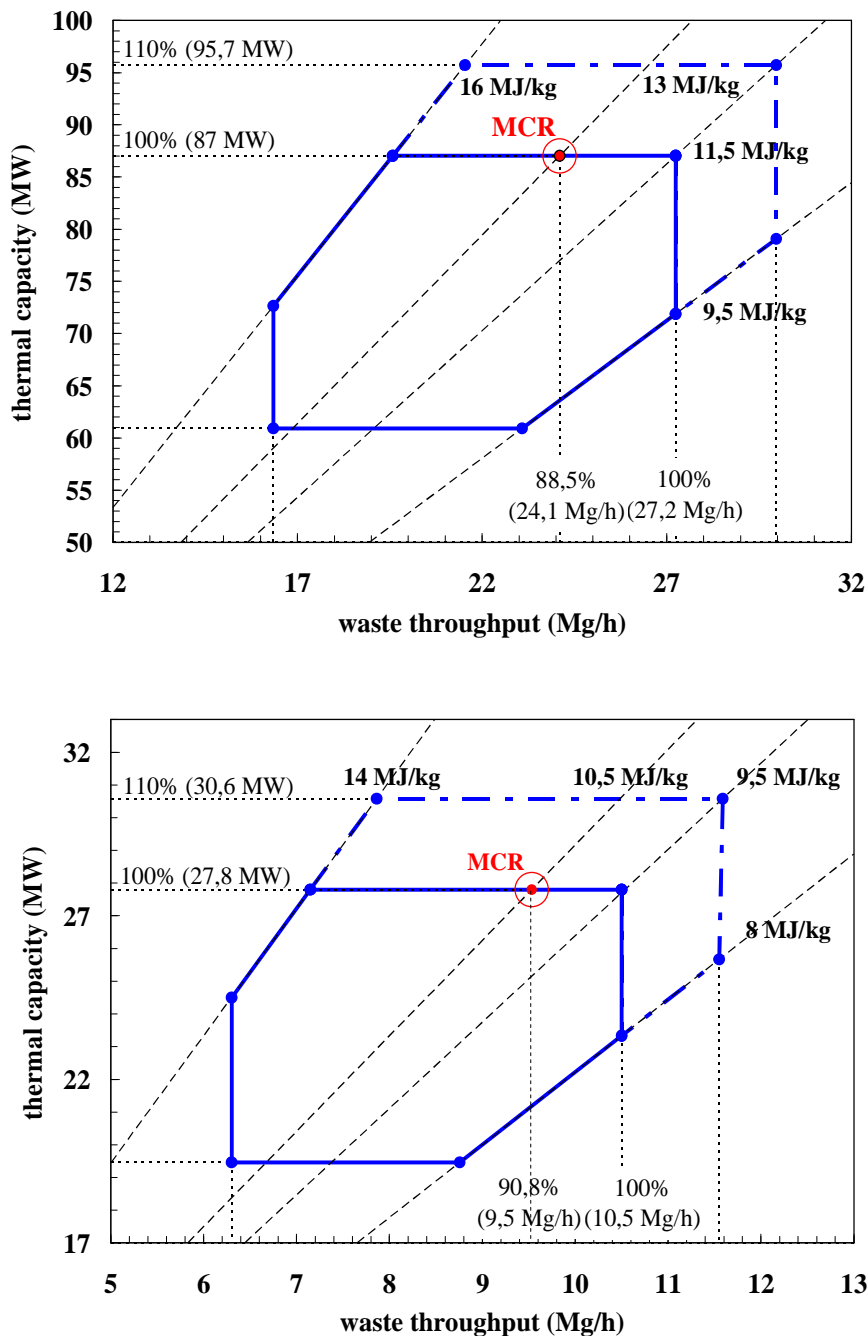 100
110% (95,7 MW)
95
16 MJ/kg
13 MJ/kg
90
MCR
100% (87 MW)
11,5 MJ/kg
85
80
75
9,5 MJ/kg
70
65
60
55
50
thermal capacity (MW)
88,5%
(24,1 Mg/h)
100%
(27,2 Mg/h)
12
17
22
27
32
waste throughput (Mg/h)
32
110% (30,6 MW)
14 MJ/kg
10,5 MJ/kg
9,5 MJ/kg
MCR
100% (27,8 MW)
27
8 MJ/kg
22
17
thermal capacity (MW)
90,8%
(9,5 Mg/h)
100%
(10,5 Mg/h)
5
6
7
8
9
10
11
12
13
waste throughput (Mg/h)